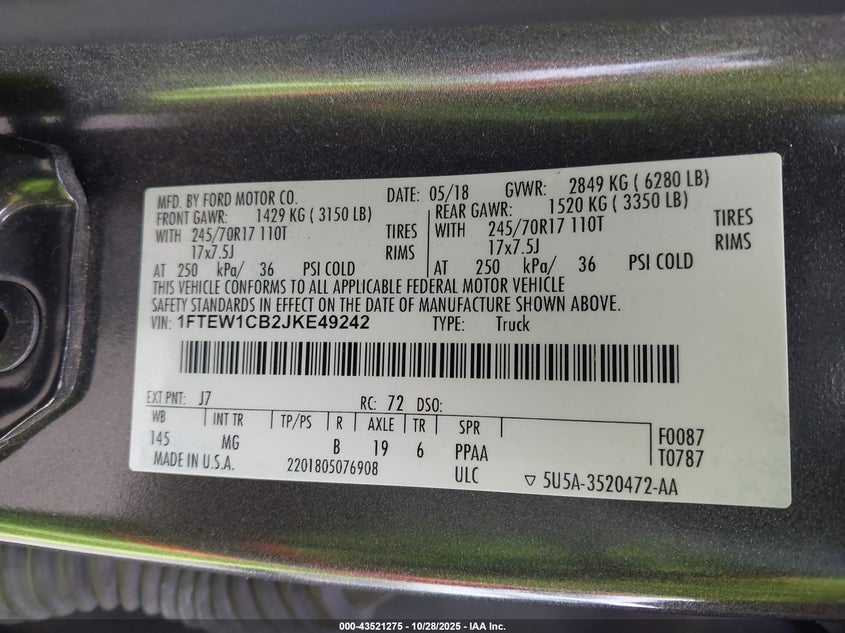 MFD. BY FORD MOTOR CO. DATE: 05/18 GVWR: 2849 KG ( 6280 LB)
FRONT GAWR: 1429 KG ( 3150 LB) REAR GAWR: 1520 KG ( 3350 LB)
WITH 245/70R17 110T TIRES WITH 245/70R17 110T TIRES
17x7.5J RIMS 17x7.5J RIMS
AT 250 kPa/ 36 PSI COLD AT 250 kPa/ 36 PSI COLD
THIS VEHICLE CONFORMS TO ALL APPLICABLE FEDERAL MOTOR VEHICLE
SAFETY STANDARDS IN EFFECT ON THE DATE OF MANUFACTURE SHOWN ABOVE.
VIN: 1FTEW1CB2JKE49242 TYPE: Truck
EXT PNT: J7 RC: 72 DSO:
WB INT TR TP/PS R AXLE TR SPR
145 MG B 19 6 PPAA F0087
ULC T0787
MADE IN U.S.A. 2201805076908 ▽ 5U5A-3520472-AA
000-43521275 | 10/28/2025 - IAA Inc.